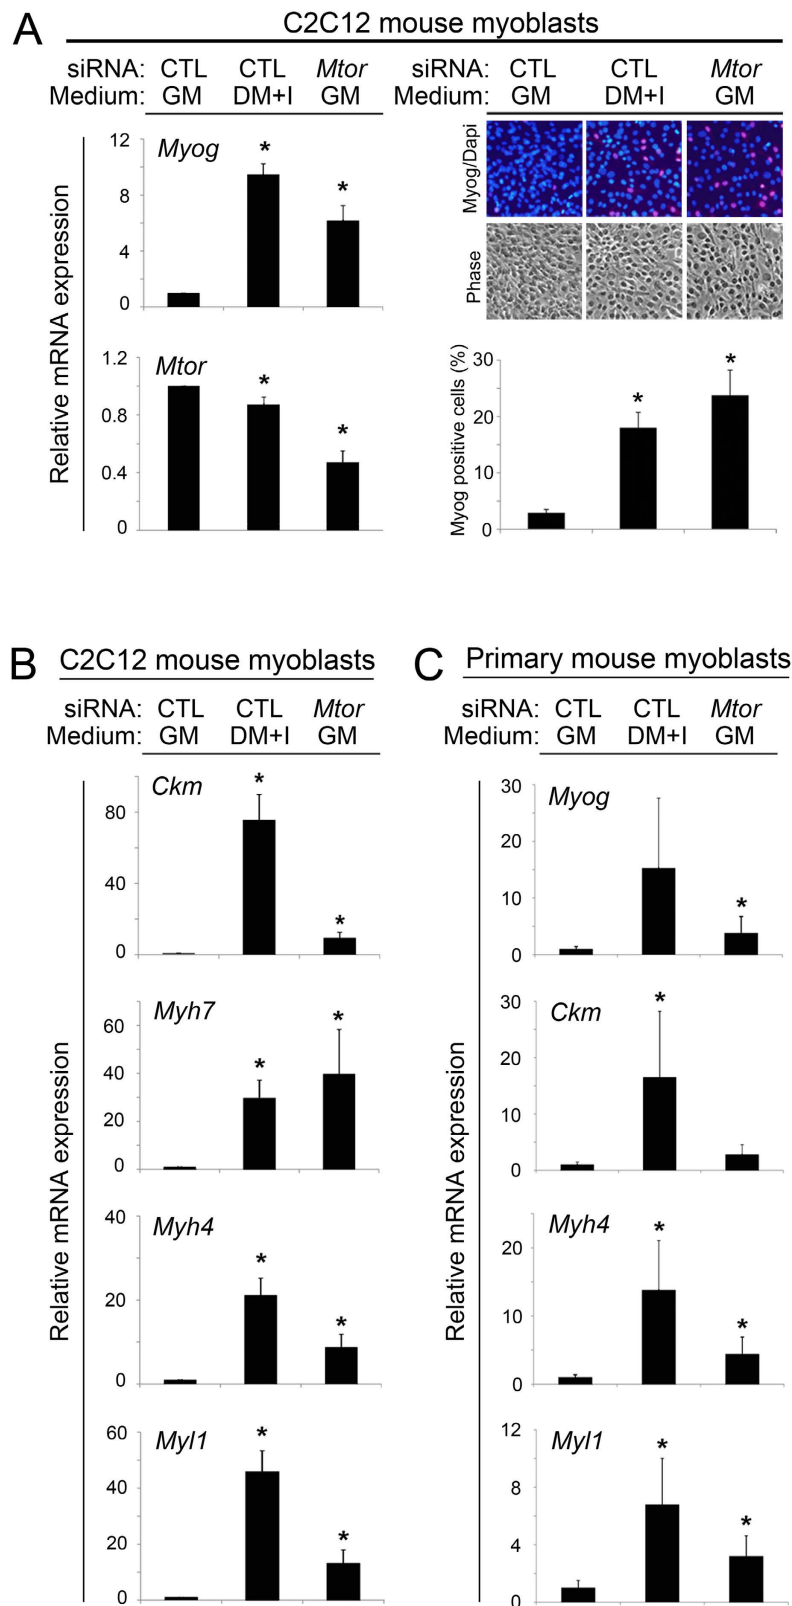 A
C2C12 mouse myoblasts
siRNA: CTL CTL Mtor
Medium: GM DM+I GM
siRNA: CTL CTL Mtor
Medium: GM DM+I GM
Relative mRNA expression
Myog
12
8
4
0
* *
Mtor
1.2
0.8
0.4
0
* *
Myog/Dapi
Phase
Myog positive cells (%)
30
20
10
0
* *
B
C2C12 mouse myoblasts
siRNA: CTL CTL Mtor
Medium: GM DM+I GM
Relative mRNA expression
Ckm
80
40
0
* *
Myh7
60
40
20
0
* *
Myh4
40
20
0
* *
Myl1
60
40
20
0
* *
C
Primary mouse myoblasts
siRNA: CTL CTL Mtor
Medium: GM DM+I GM
Relative mRNA expression
Myog
30
20
10
0
*
Ckm
30
20
10
0
*
Myh4
20
10
0
* *
Myl1
12
8
4
0
* *